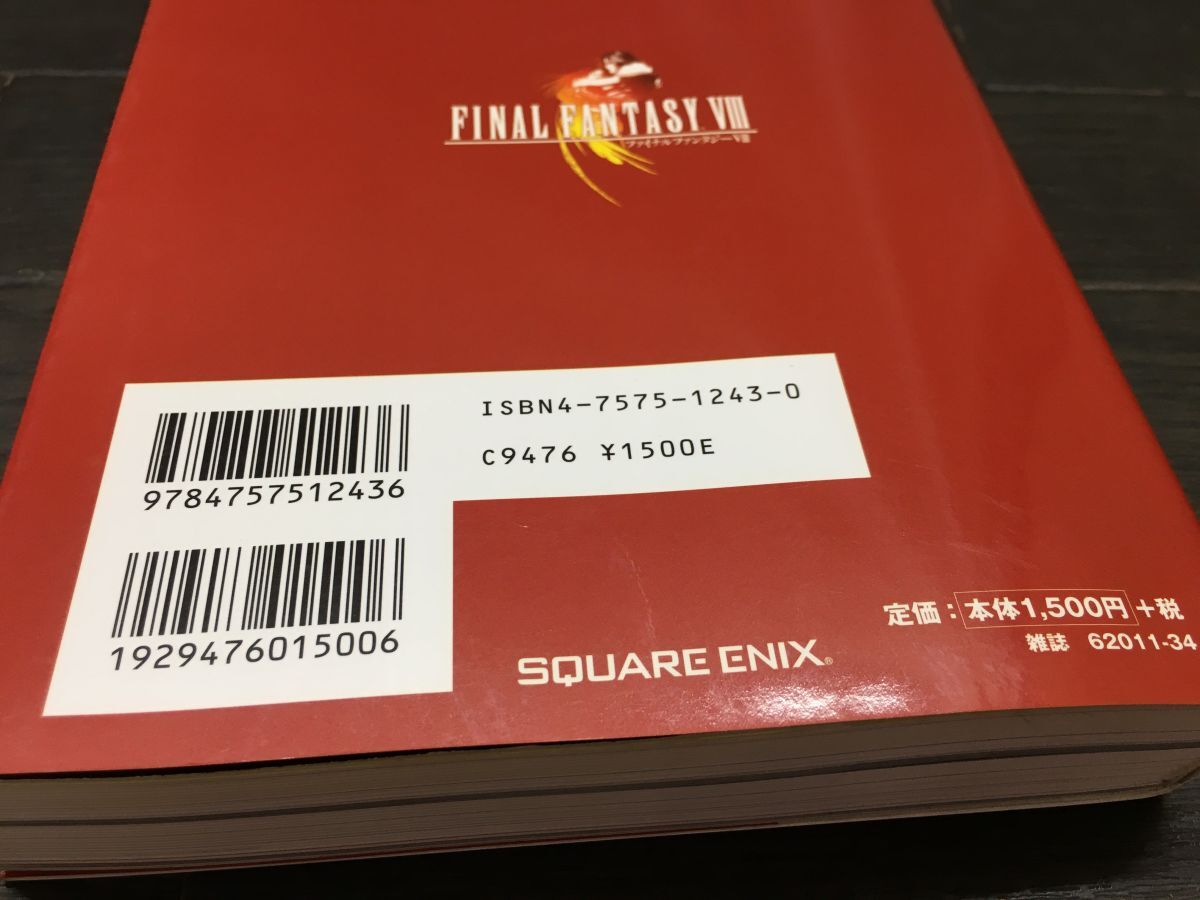 FINAL FANTASY VIII
ファイナルファンタジーVIII
ISBN4-7575-1243-0
C9476 ¥1500E
9784757512436
1929476015006
定価：本体1,500円+税
雑誌 62011-34
SQUARE ENIX®